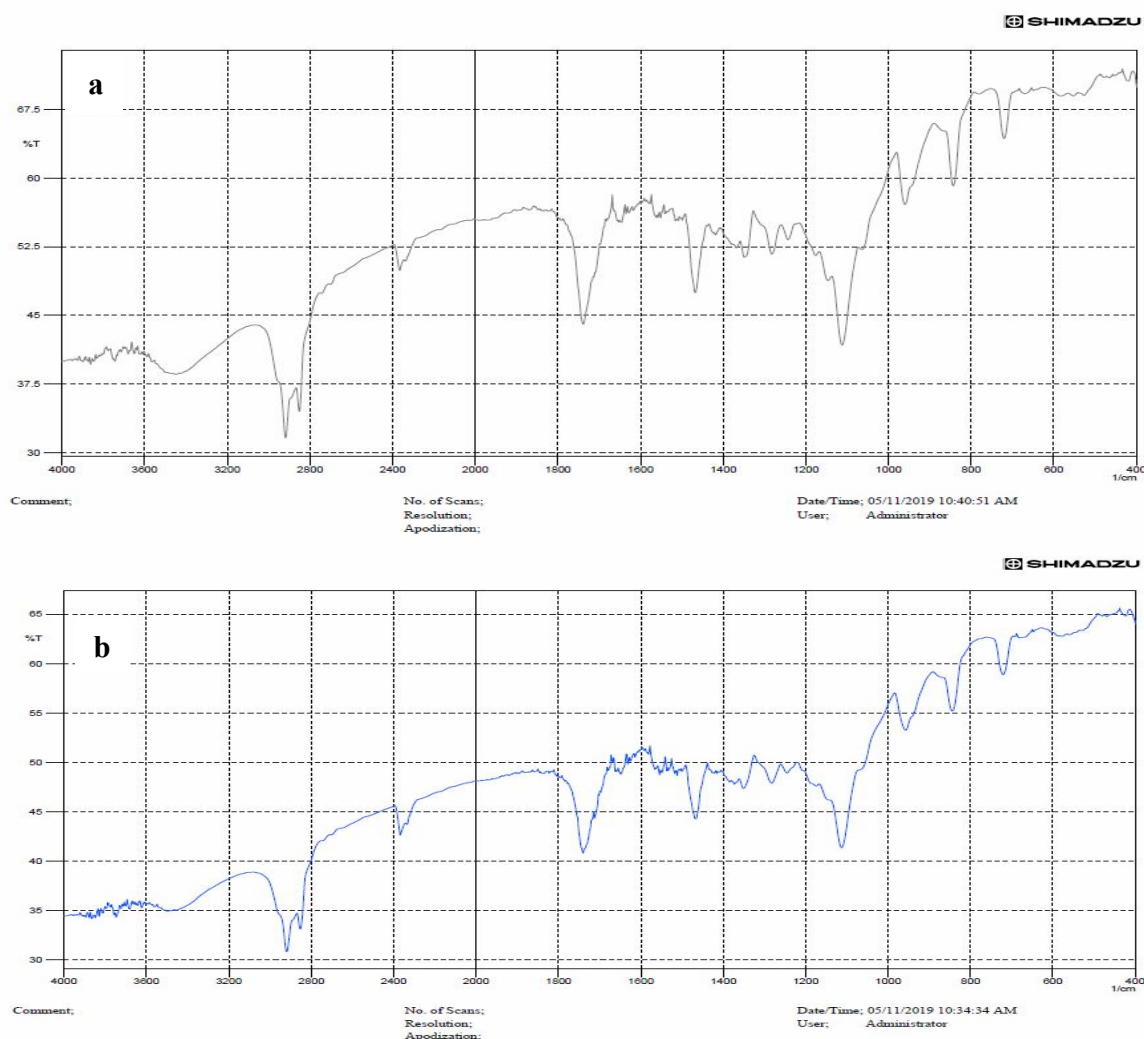 SHIMADZU
a
67.5
%T
60
52.5
45
37.5
30
4000 3600 3200 2800 2400 2000 1800 1600 1400 1200 1000 800 600 400
1/cm
Comment; No. of Scans; Date/Time; 05/11/2019 10:40:51 AM
Resolution; User; Administrator
Apodization;
SHIMADZU
65
%T
b
60
55
50
45
40
35
30
4000 3600 3200 2800 2400 2000 1800 1600 1400 1200 1000 800 600 400
1/cm
Comment; No. of Scans; Date/Time; 05/11/2019 10:34:34 AM
Resolution; User; Administrator
Apodization;